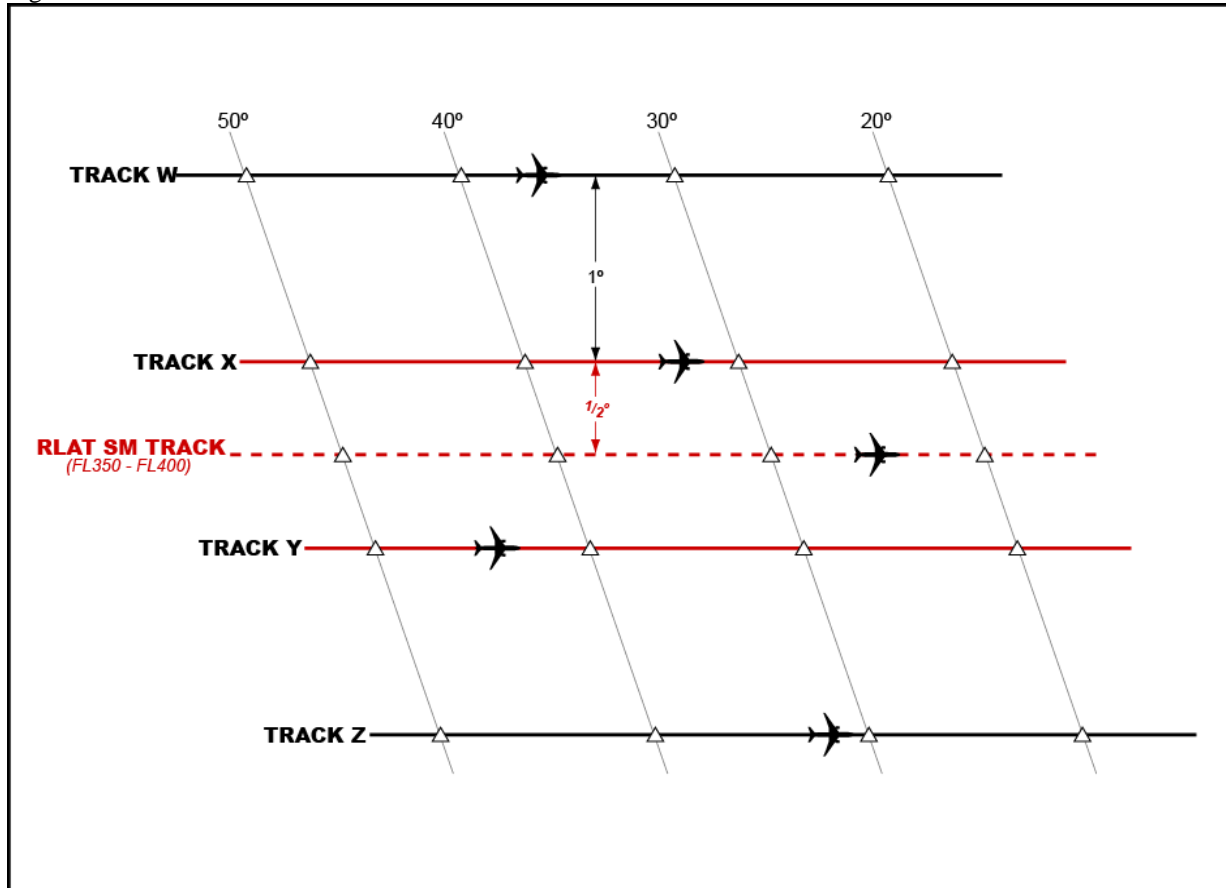 50º
40º
30º
20º
TRACK W
1º
TRACK X
1/2º
RLAT SM TRACK
(FL350 - FL400)
TRACK Y
TRACK Z